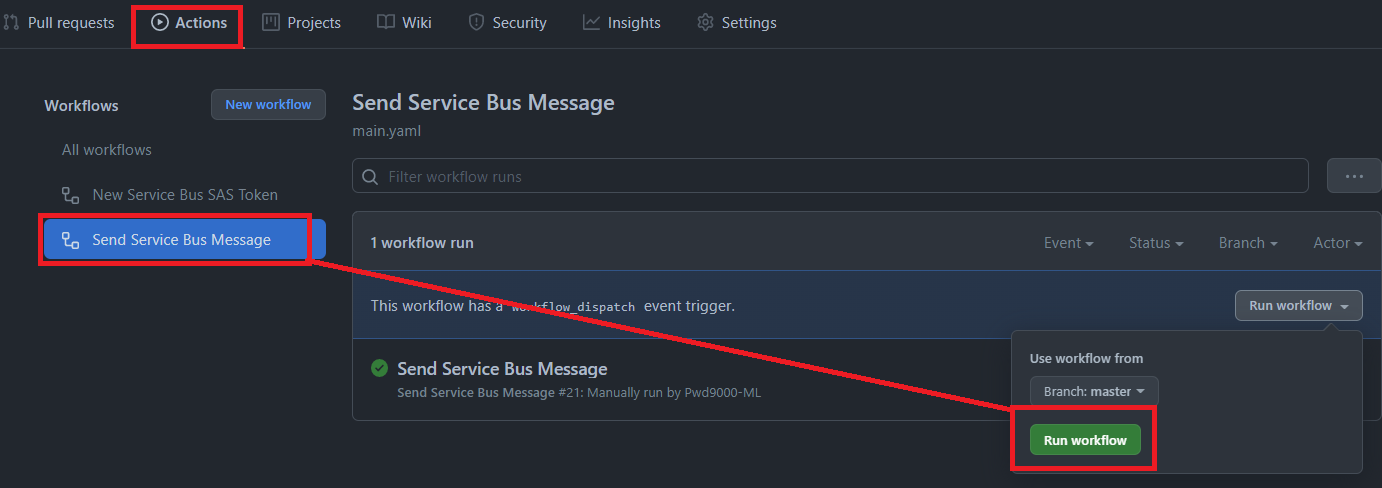 Pull requests Actions Projects Wiki Security Insights Settings
Workflows New workflow
All workflows
New Service Bus SAS Token
Send Service Bus Message
Send Service Bus Message
main.yaml
Filter workflow runs
1 workflow run Event Status Branch Actor
This workflow has a workflow_dispatch event trigger. Run workflow
Send Service Bus Message
Send Service Bus Message #21: Manually run by Pwd9000-ML
Use workflow from
Branch: master
Run workflow